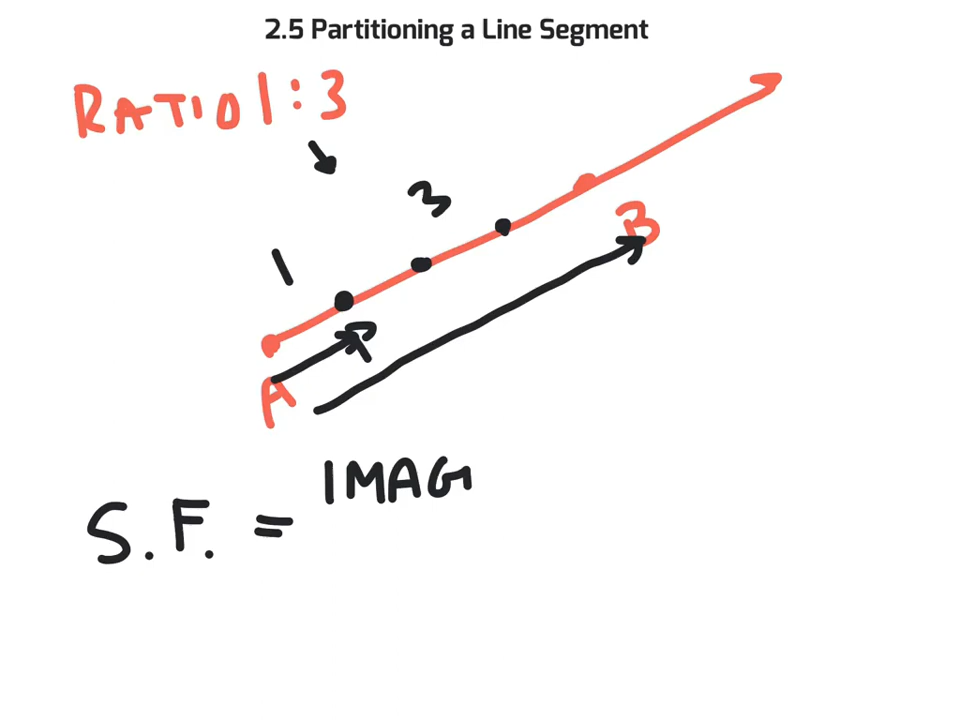 2.5 Partitioning a Line Segment
RATIO 1:3
3
B
1
P
A
IMAG
S.F. =